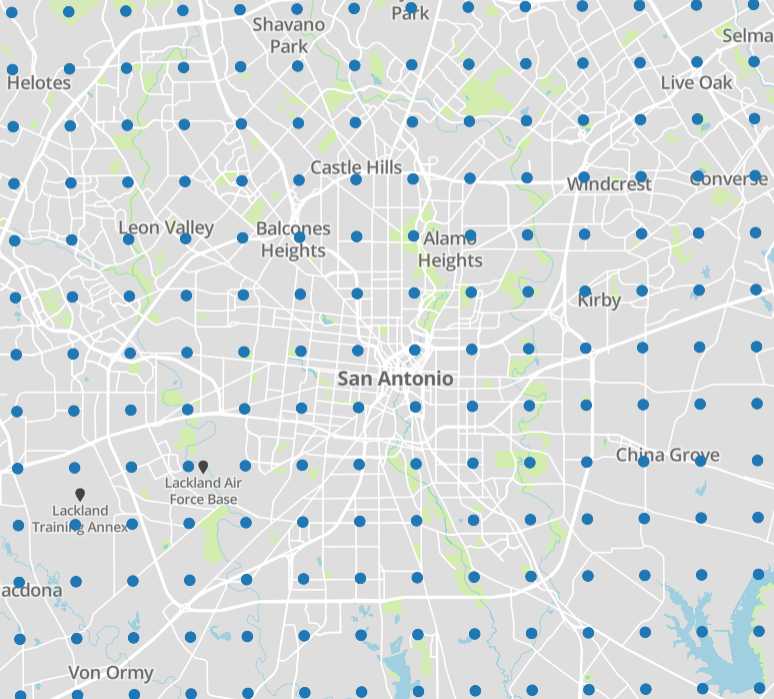 Park
Shavano
Park
Selma
Helotes
Live Oak
Castle Hills
Windcrest
Converse
Leon Valley
Balcones
Heights
Alamo
Heights
Kirby
San Antonio
China Grove
Lackland Air
Force Base
Lackland
Training Annex
acdona
Von Ormy